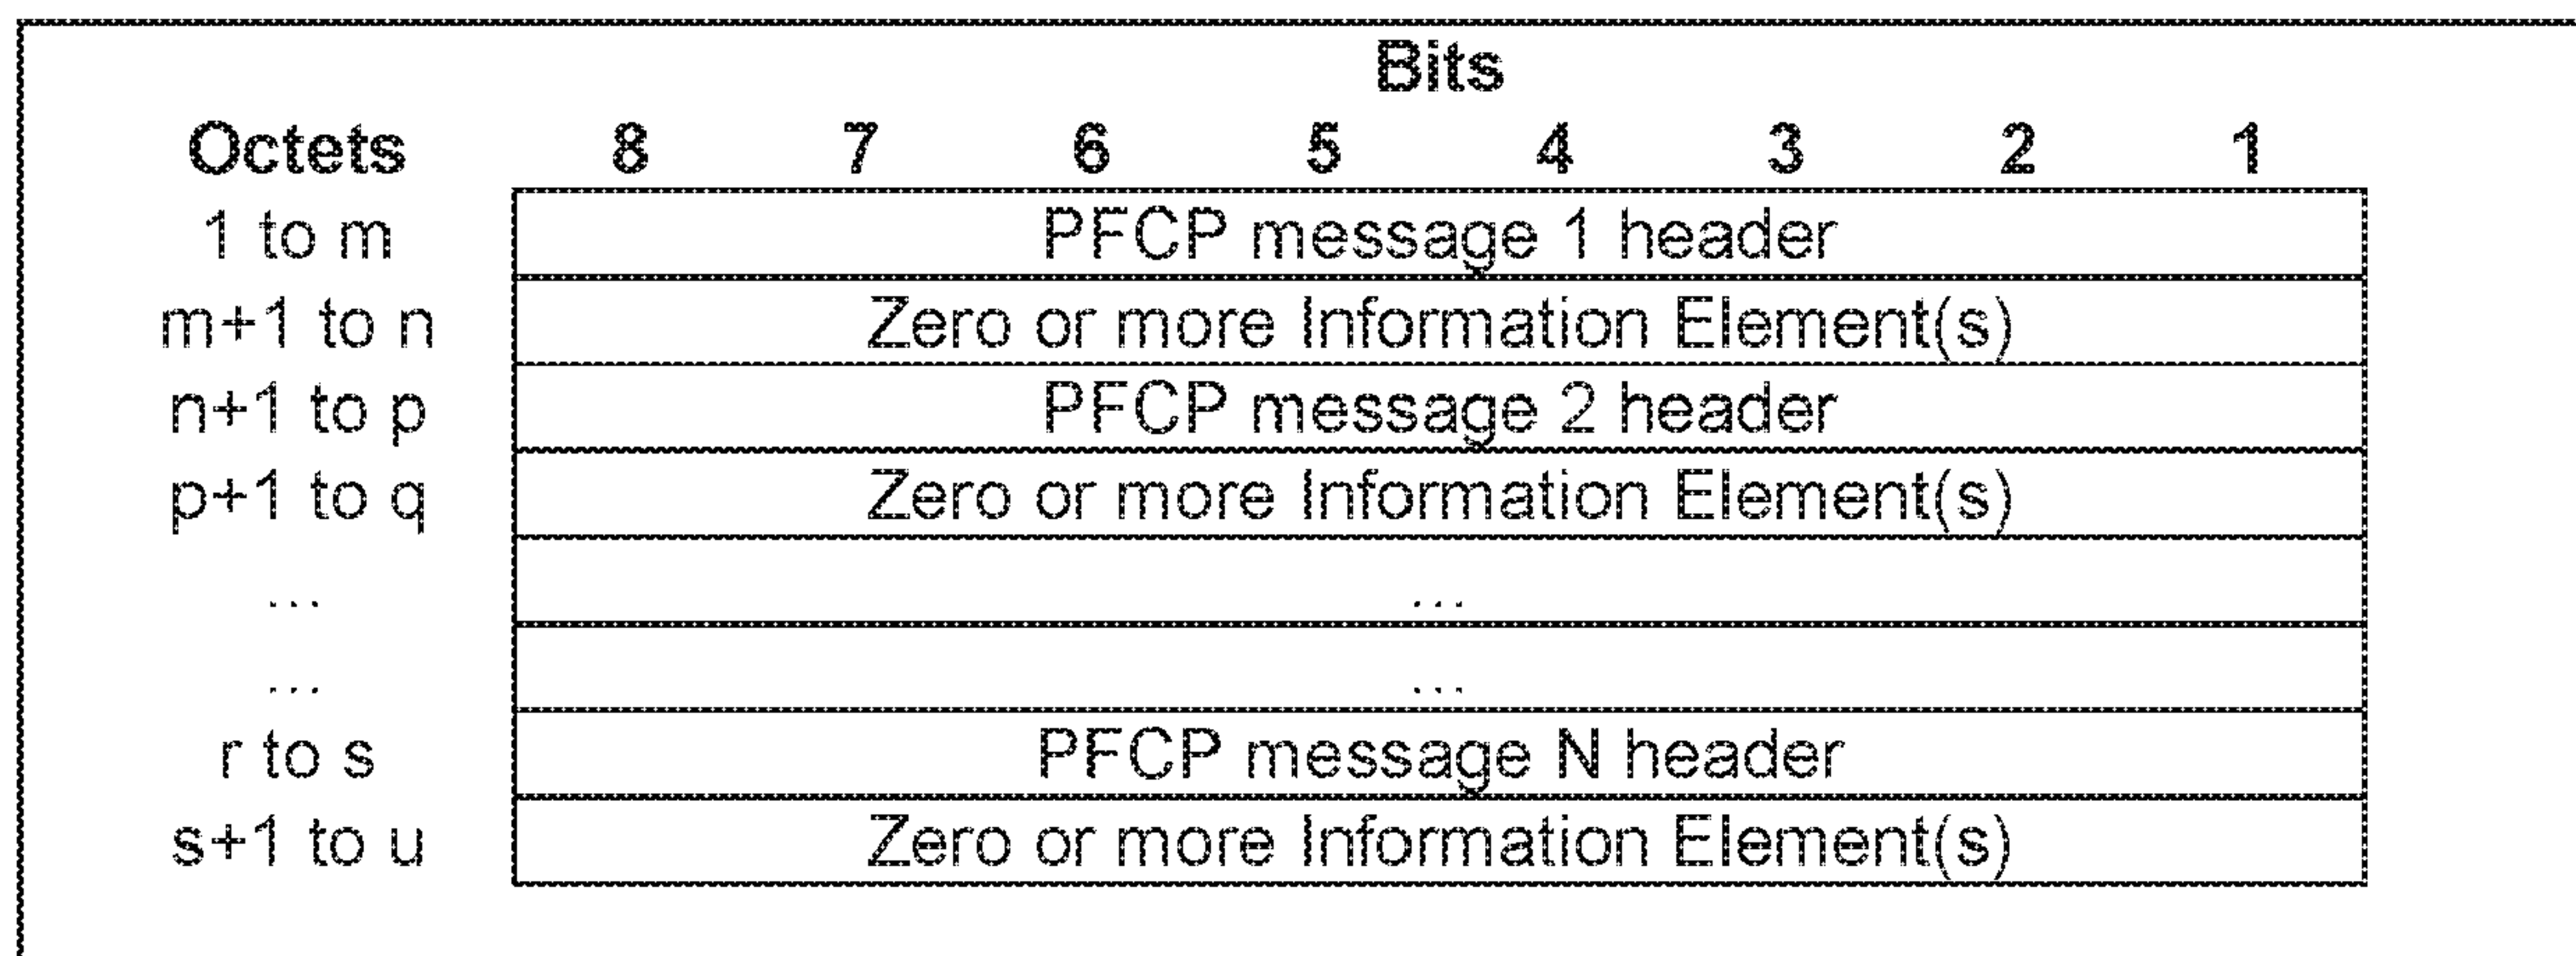 Bits
Octets 8 7 6 5 4 3 2 1
1 to m PFCP message 1 header
m+1 to n Zero or more Information Element(s)
n+1 to p PFCP message 2 header
p+1 to q Zero or more Information Element(s)
... ...
... ...
r to s PFCP message N header
s+1 to u Zero or more Information Element(s)